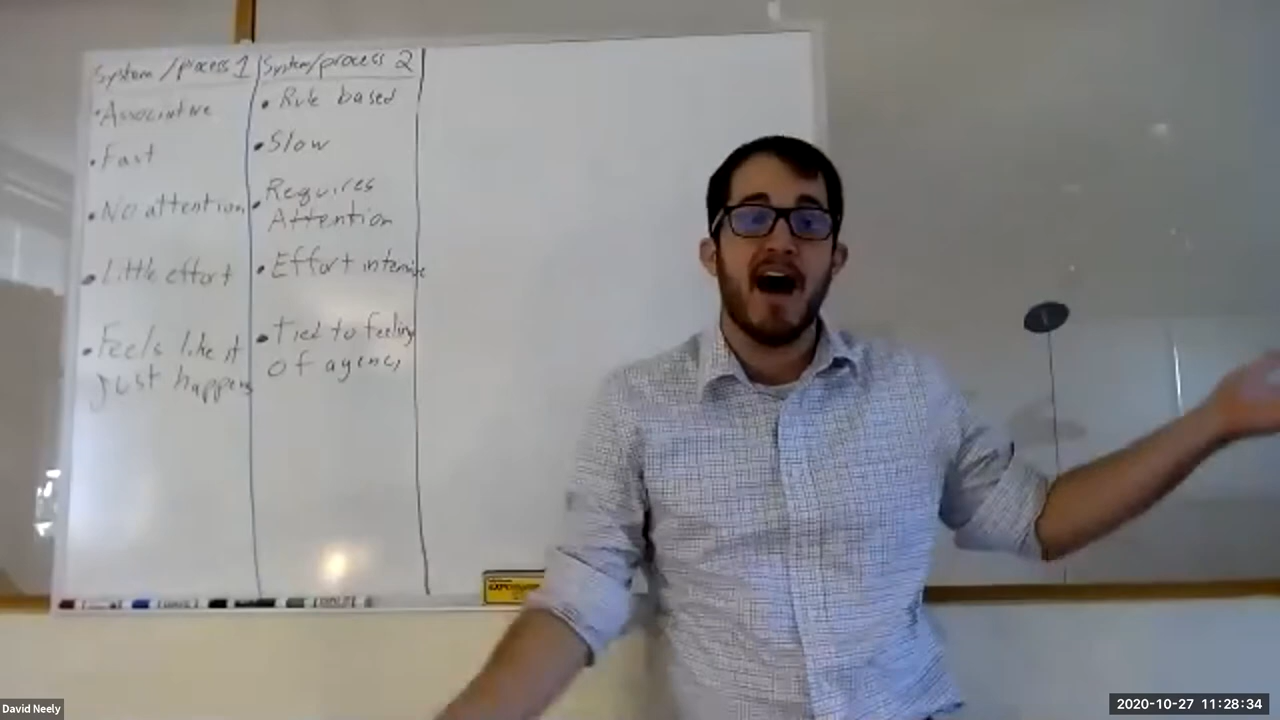 System/process 1
• Associative
• Fast
• No attention
• Little effort
• Feels like it
Just happens
System/process 2
• Rule based
• Slow
• Requires
Attention
• Effort intensive
• Tied to feeling
of agency
EXPO
David Neely
2020-10-27 11:28:34